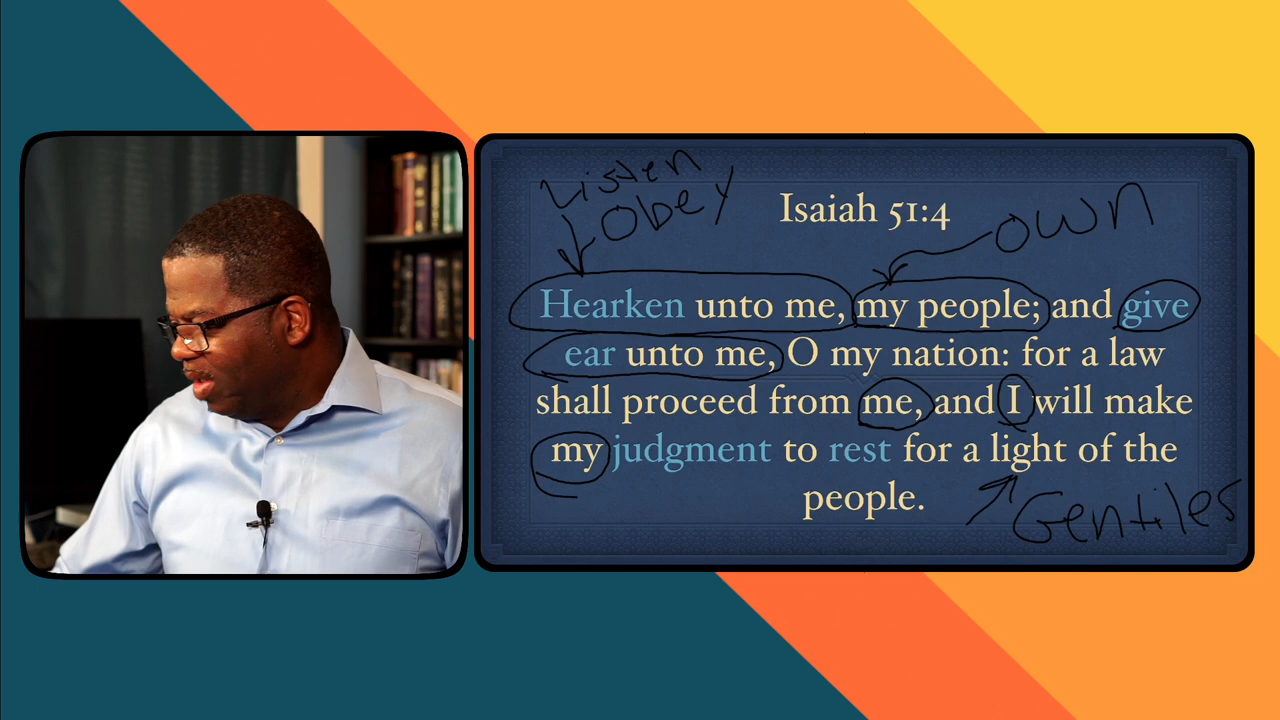 Listen
Obey
Isaiah 51:4
own
Hearken unto me, my people; and give
ear unto me, O my nation: for a law
shall proceed from me, and I will make
my judgment to rest for a light of the
people.
Gentiles